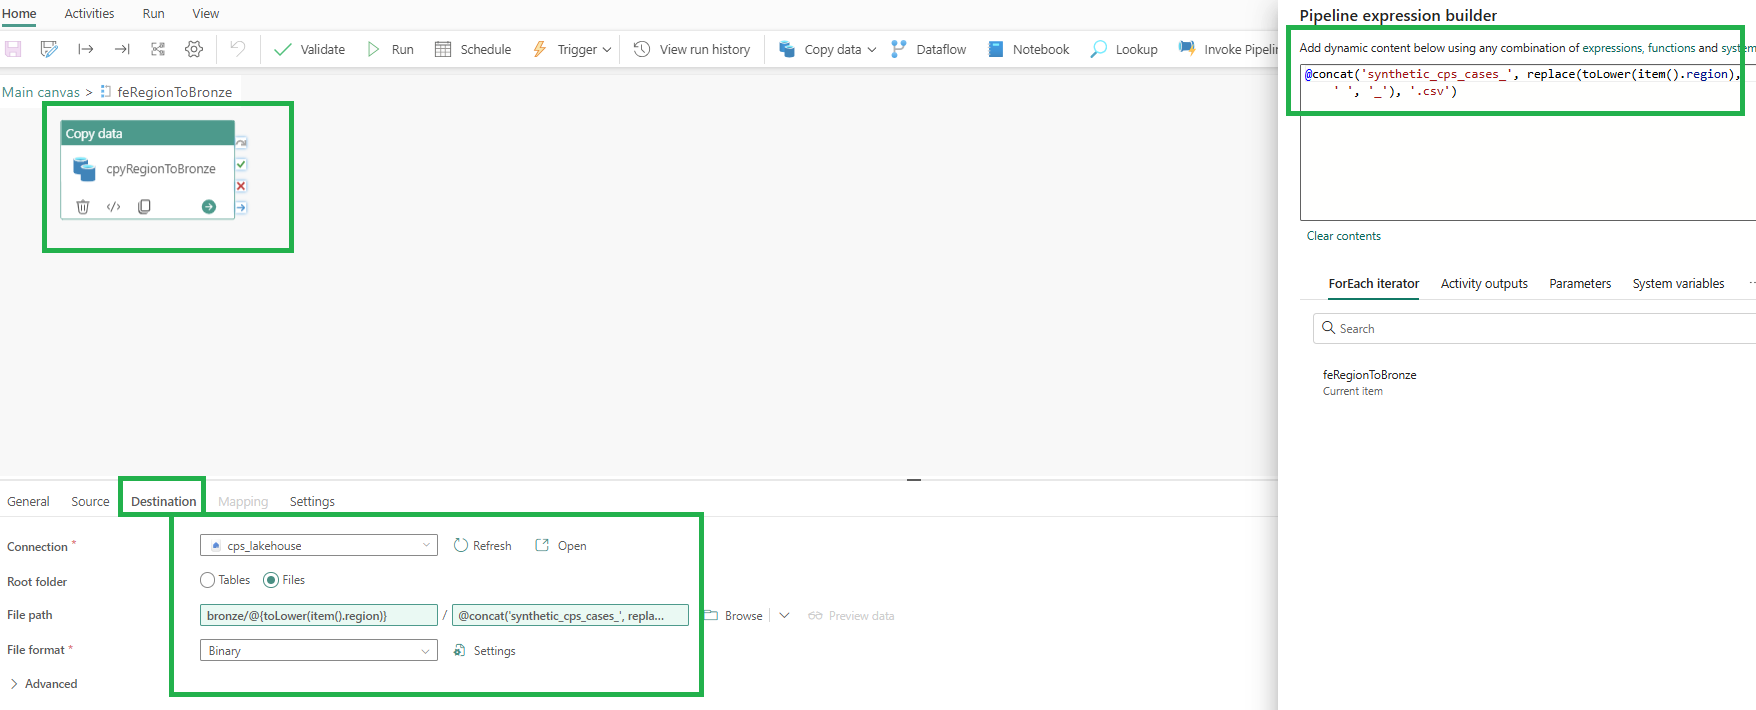 Home Activities Run View
Validate Run Schedule Trigger View run history Copy data Dataflow Notebook Lookup Invoke Pipelin
Main canvas > feRegionToBronze
Copy data
cpyRegionToBronze
General Source Destination Mapping Settings
Connection * cps_lakehouse Refresh Open
Root folder Tables Files
File path bronze/@{toLower(item().region)} / @concat('synthetic_cps_cases_', repla... Browse Preview data
File format * Binary Settings
Advanced
Pipeline expression builder
Add dynamic content below using any combination of expressions, functions and system
@concat('synthetic_cps_cases_', replace(toLower(item().region),
' ', '_'), '.csv')
Clear contents
ForEach iterator Activity outputs Parameters System variables ...
Search
feRegionToBronze
Current item